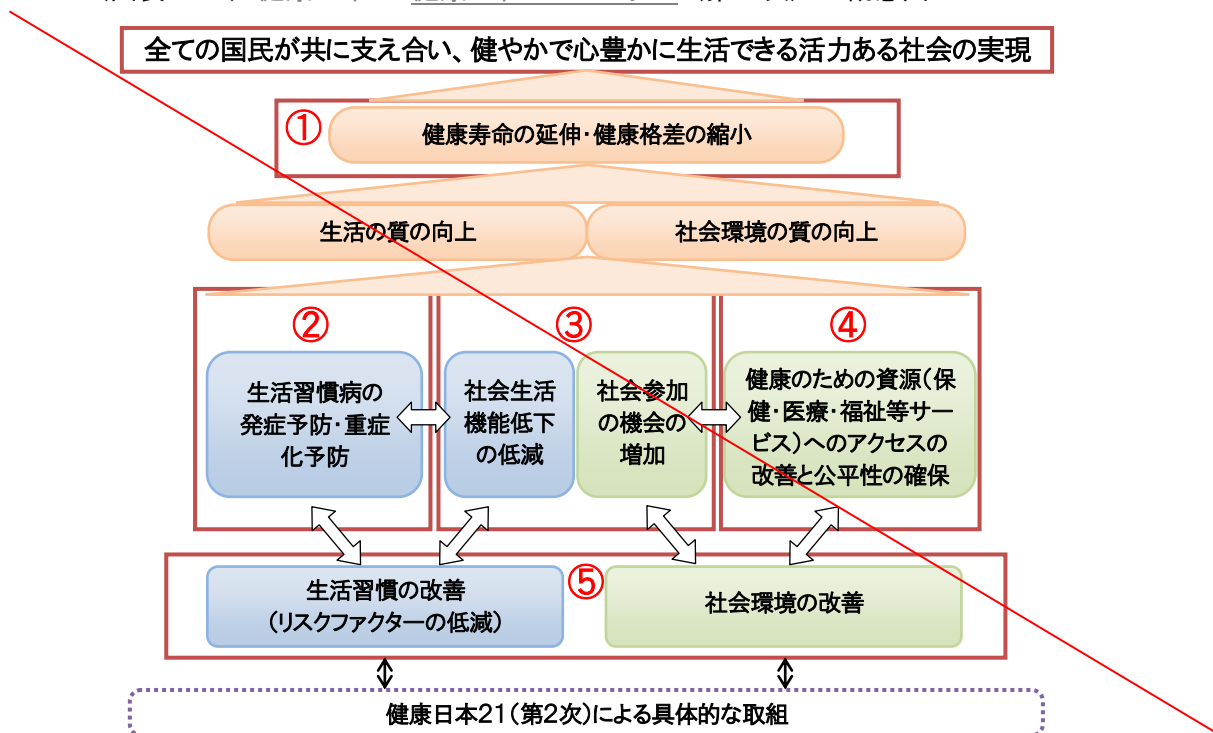 全ての国民が共に支え合い、健やかで心豊かに生活できる活力ある社会の実現
①
健康寿命の延伸・健康格差の縮小
生活の質の向上
社会環境の質の向上
②
③
④
生活習慣病の
発症予防・重症
化予防
社会生活
機能低下
の低減
社会参加
の機会の
増加
健康のための資源（保
健・医療・福祉等サー
ビス）へのアクセスの
改善と公平性の確保
生活習慣の改善
（リスクファクターの低減）
⑤
社会環境の改善
健康日本21（第2次）による具体的な取組